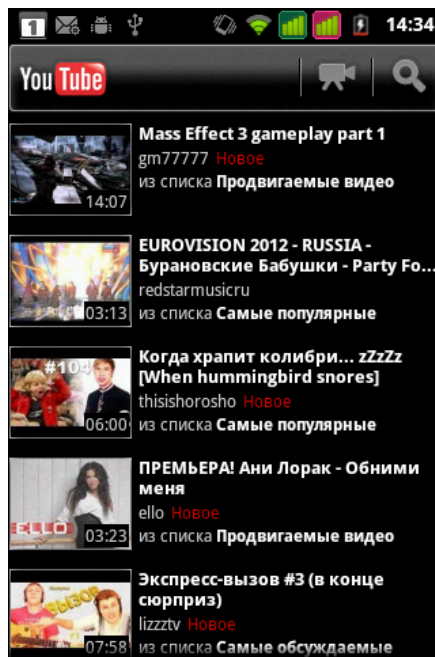 1
14:34
YouTube
Mass Effect 3 gameplay part 1
gm77777 Новое
14:07
из списка Продвигаемые видео
EUROVISION 2012 - RUSSIA -
Бурановские Бабушки - Party Fo...
redstarmusicru
03:13
из списка Самые популярные
#104
Когда храпит колибри... zZzZz
[When hummingbird snores]
thisishorosho Новое
06:00
из списка Самые популярные
ПРЕМЬЕРА! Ани Лорак - Обними
меня
ello Новое
ELLO
03:23
из списка Продвигаемые видео
Экспресс-вызов #3 (в конце
сюрприз)
ВЫЗОВ
lizzztv Новое
07:58
из списка Самые обсуждаемые